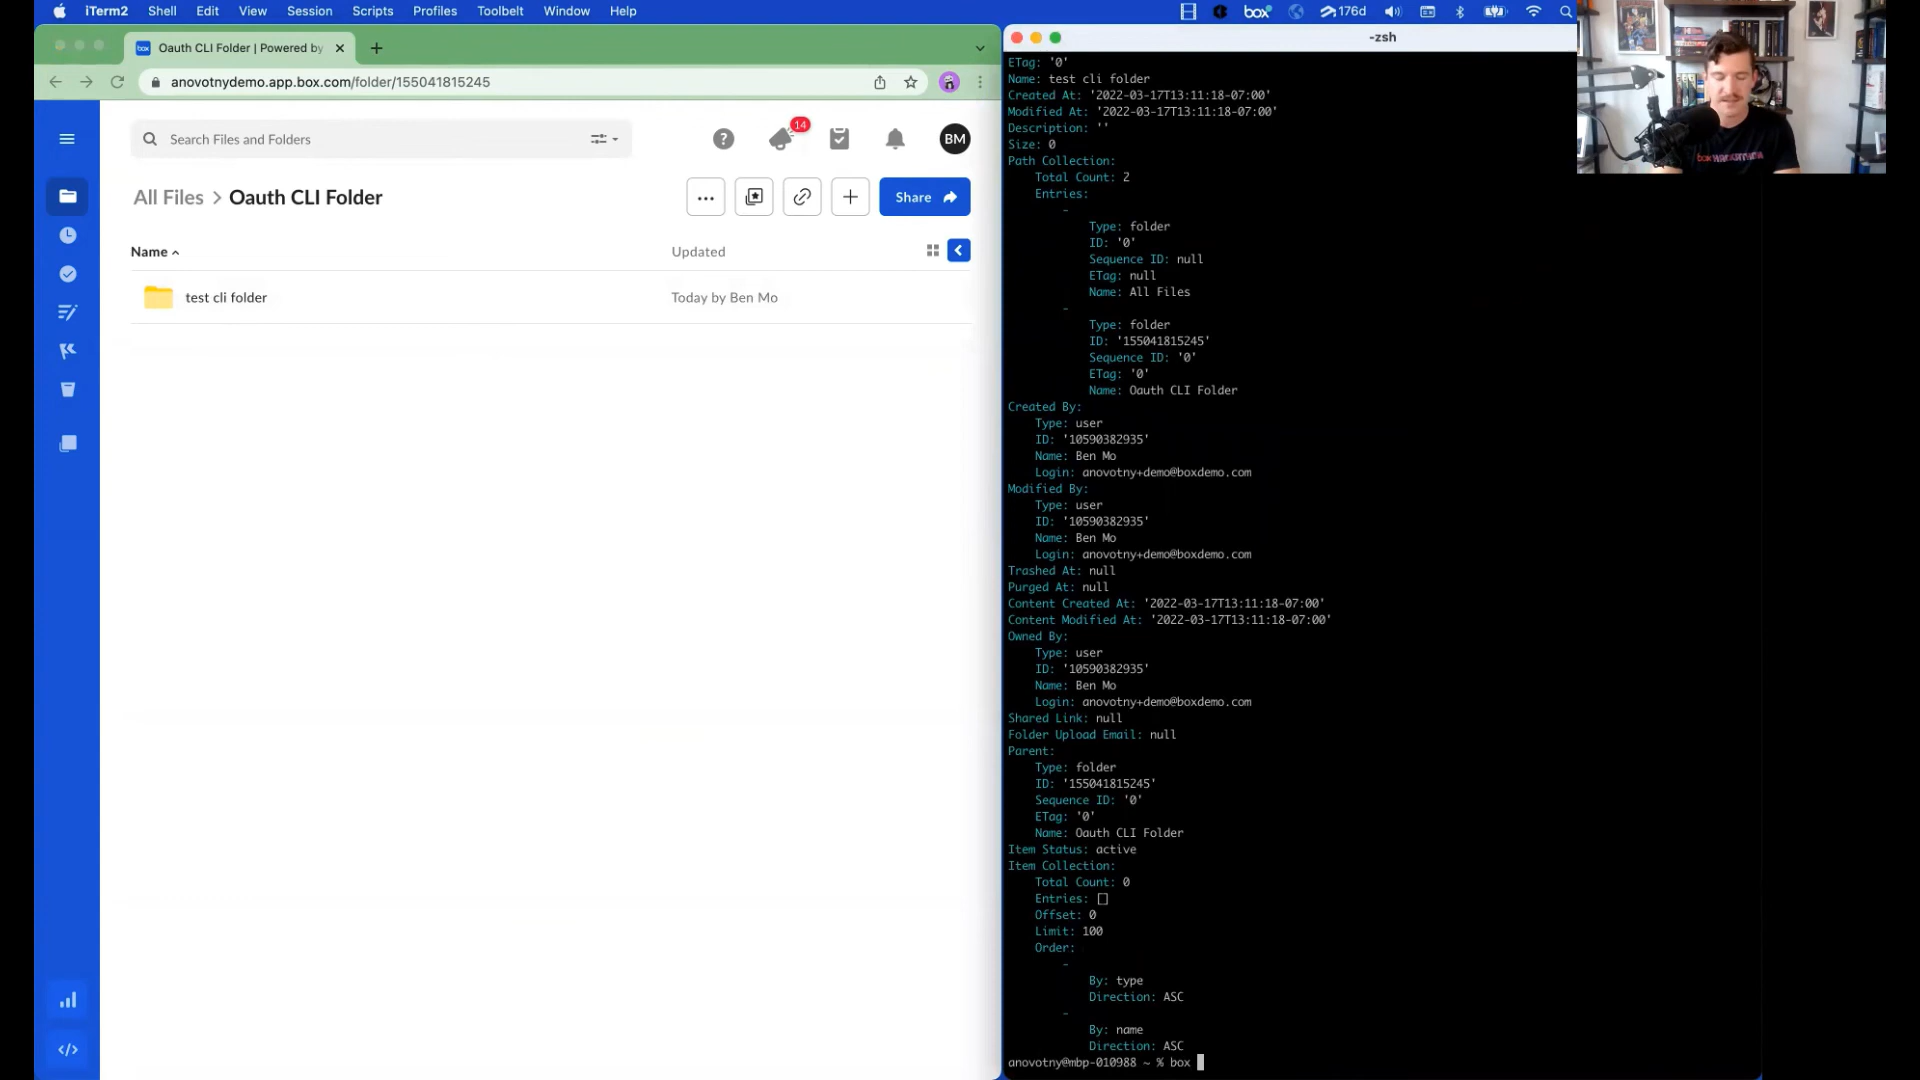 iTerm2 Shell Edit View Session Scripts Profiles Toolbelt Window Help
box 176d
box Oauth CLI Folder | Powered by
-zsh
anovotnydemo.app.box.com/folder/155041815245
Search Files and Folders
14
BM
All Files > Oauth CLI Folder
Share
Name
Updated
test cli folder
Today by Ben Mo
ETag: '0'
Name: test cli folder
Created At: '2022-03-17T13:11:18-07:00'
Modified At: '2022-03-17T13:11:18-07:00'
Description: ''
Size: 0
Path Collection:
Total Count: 2
Entries:
-
Type: folder
ID: '0'
Sequence ID: null
ETag: null
Name: All Files
-
Type: folder
ID: '155041815245'
Sequence ID: '0'
ETag: '0'
Name: Oauth CLI Folder
Created By:
Type: user
ID: '10590382935'
Name: Ben Mo
Login: anovotny+demo@boxdemo.com
Modified By:
Type: user
ID: '10590382935'
Name: Ben Mo
Login: anovotny+demo@boxdemo.com
Trashed At: null
Purged At: null
Content Created At: '2022-03-17T13:11:18-07:00'
Content Modified At: '2022-03-17T13:11:18-07:00'
Owned By:
Type: user
ID: '10590382935'
Name: Ben Mo
Login: anovotny+demo@boxdemo.com
Shared Link: null
Folder Upload Email: null
Parent:
Type: folder
ID: '155041815245'
Sequence ID: '0'
ETag: '0'
Name: Oauth CLI Folder
Item Status: active
Item Collection:
Total Count: 0
Entries: []
Offset: 0
Limit: 100
Order:
-
By: type
Direction: ASC
-
By: name
Direction: ASC
anovotny@mbp-010988 ~ % box